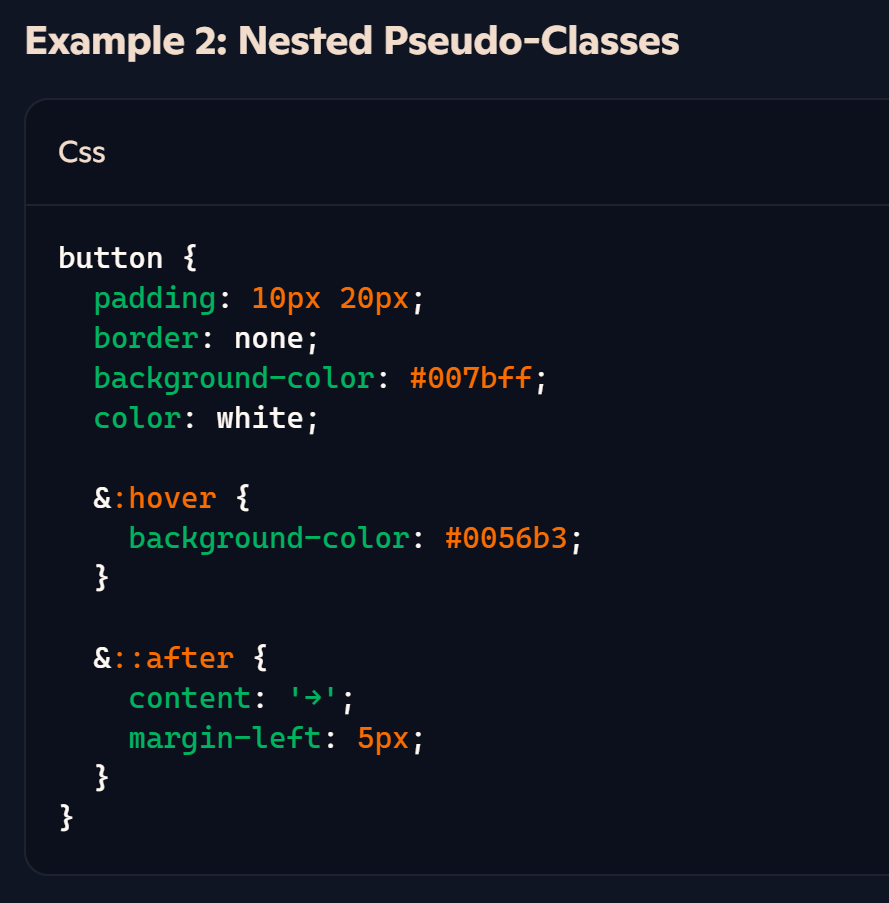 Example 2: Nested Pseudo-Classes
Css
button {
  padding: 10px 20px;
  border: none;
  background-color: #007bff;
  color: white;

  &:hover {
    background-color: #0056b3;
  }

  &::after {
    content: '→';
    margin-left: 5px;
  }
}